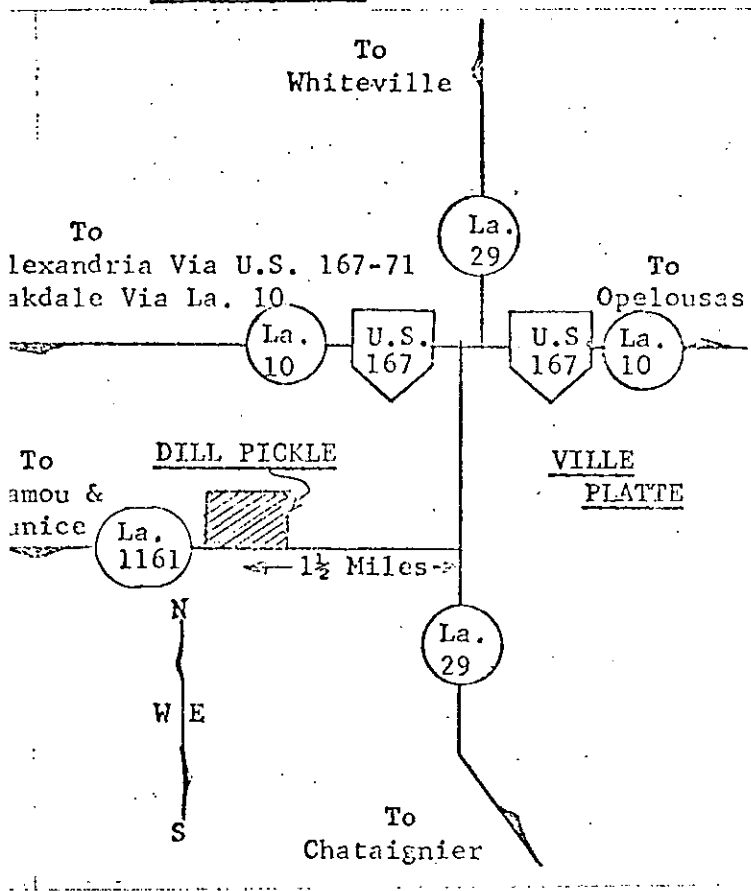 To
Whiteville
La.
29
To
lexandria Via U.S. 167-71
akdale Via La. 10
To
Opelousas
La.
10
U.S.
167
U.S
167
La.
10
To
amou &
unice
DILL PICKLE
VILLE
PLATTE
La.
1161
1½ Miles
N
W E
S
La.
29
To
Chataignier